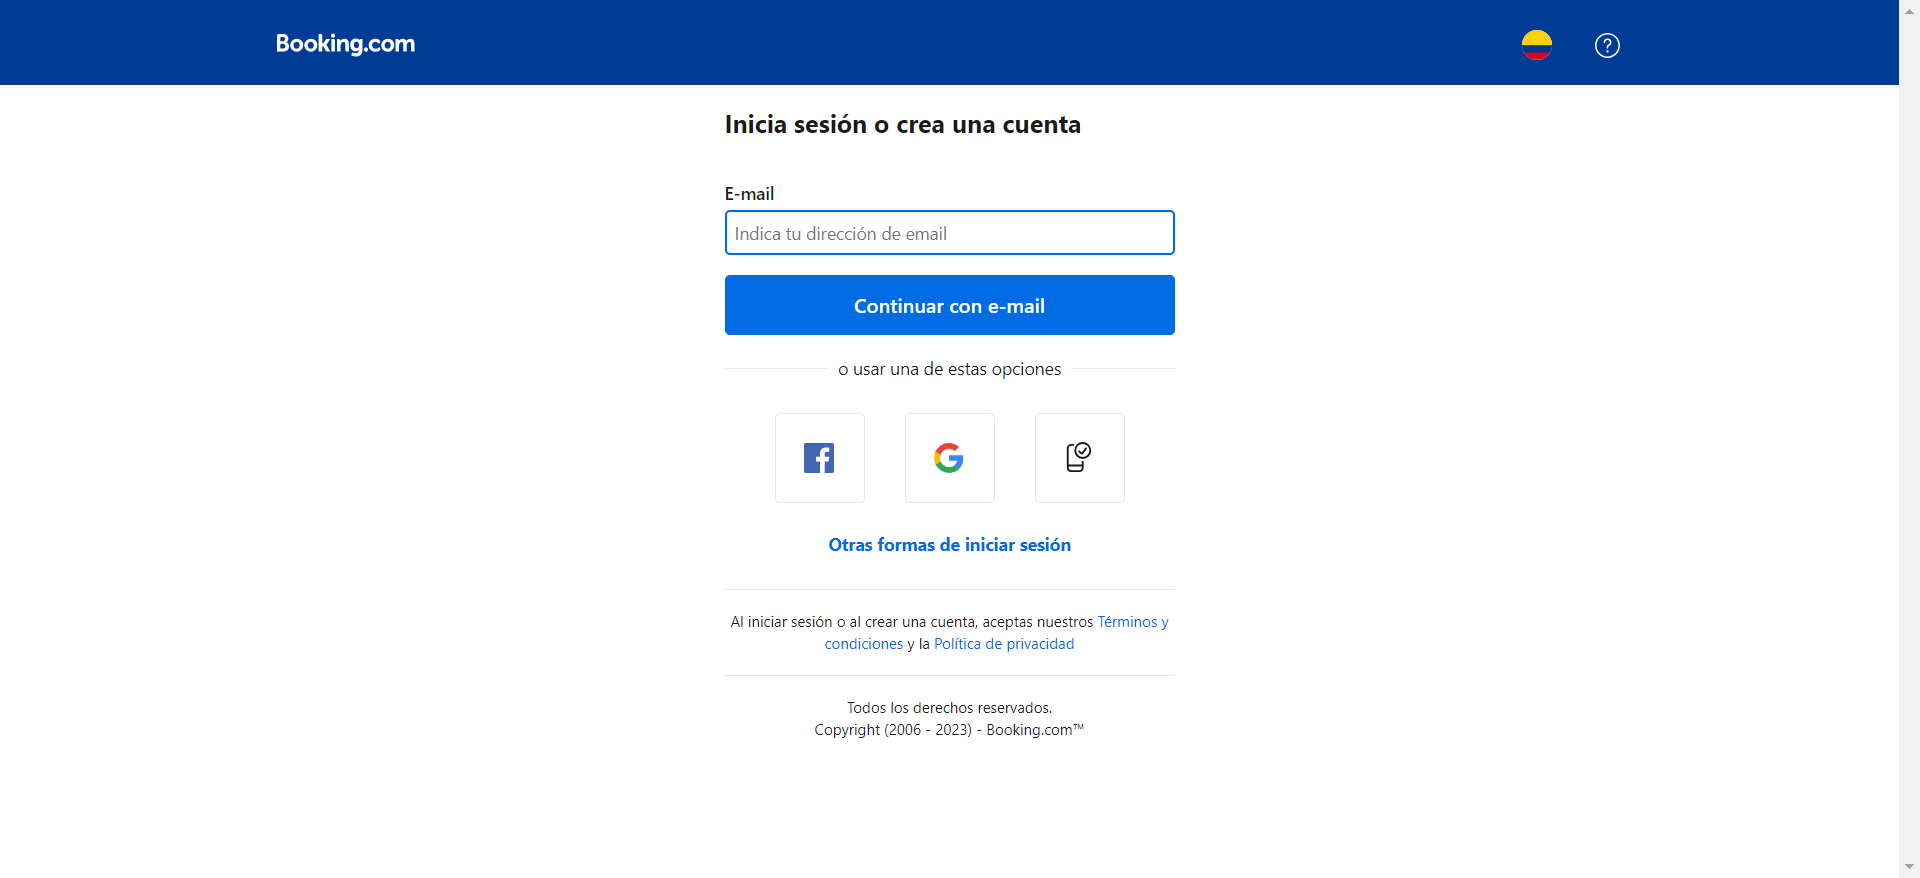 Booking.com
Inicia sesión o crea una cuenta
E-mail
Indica tu dirección de email
Continuar con e-mail
o usar una de estas opciones
Otras formas de iniciar sesión
Al iniciar sesión o al crear una cuenta, aceptas nuestros Términos y
condiciones y la Política de privacidad
Todos los derechos reservados.
Copyright (2006 - 2023) - Booking.com™